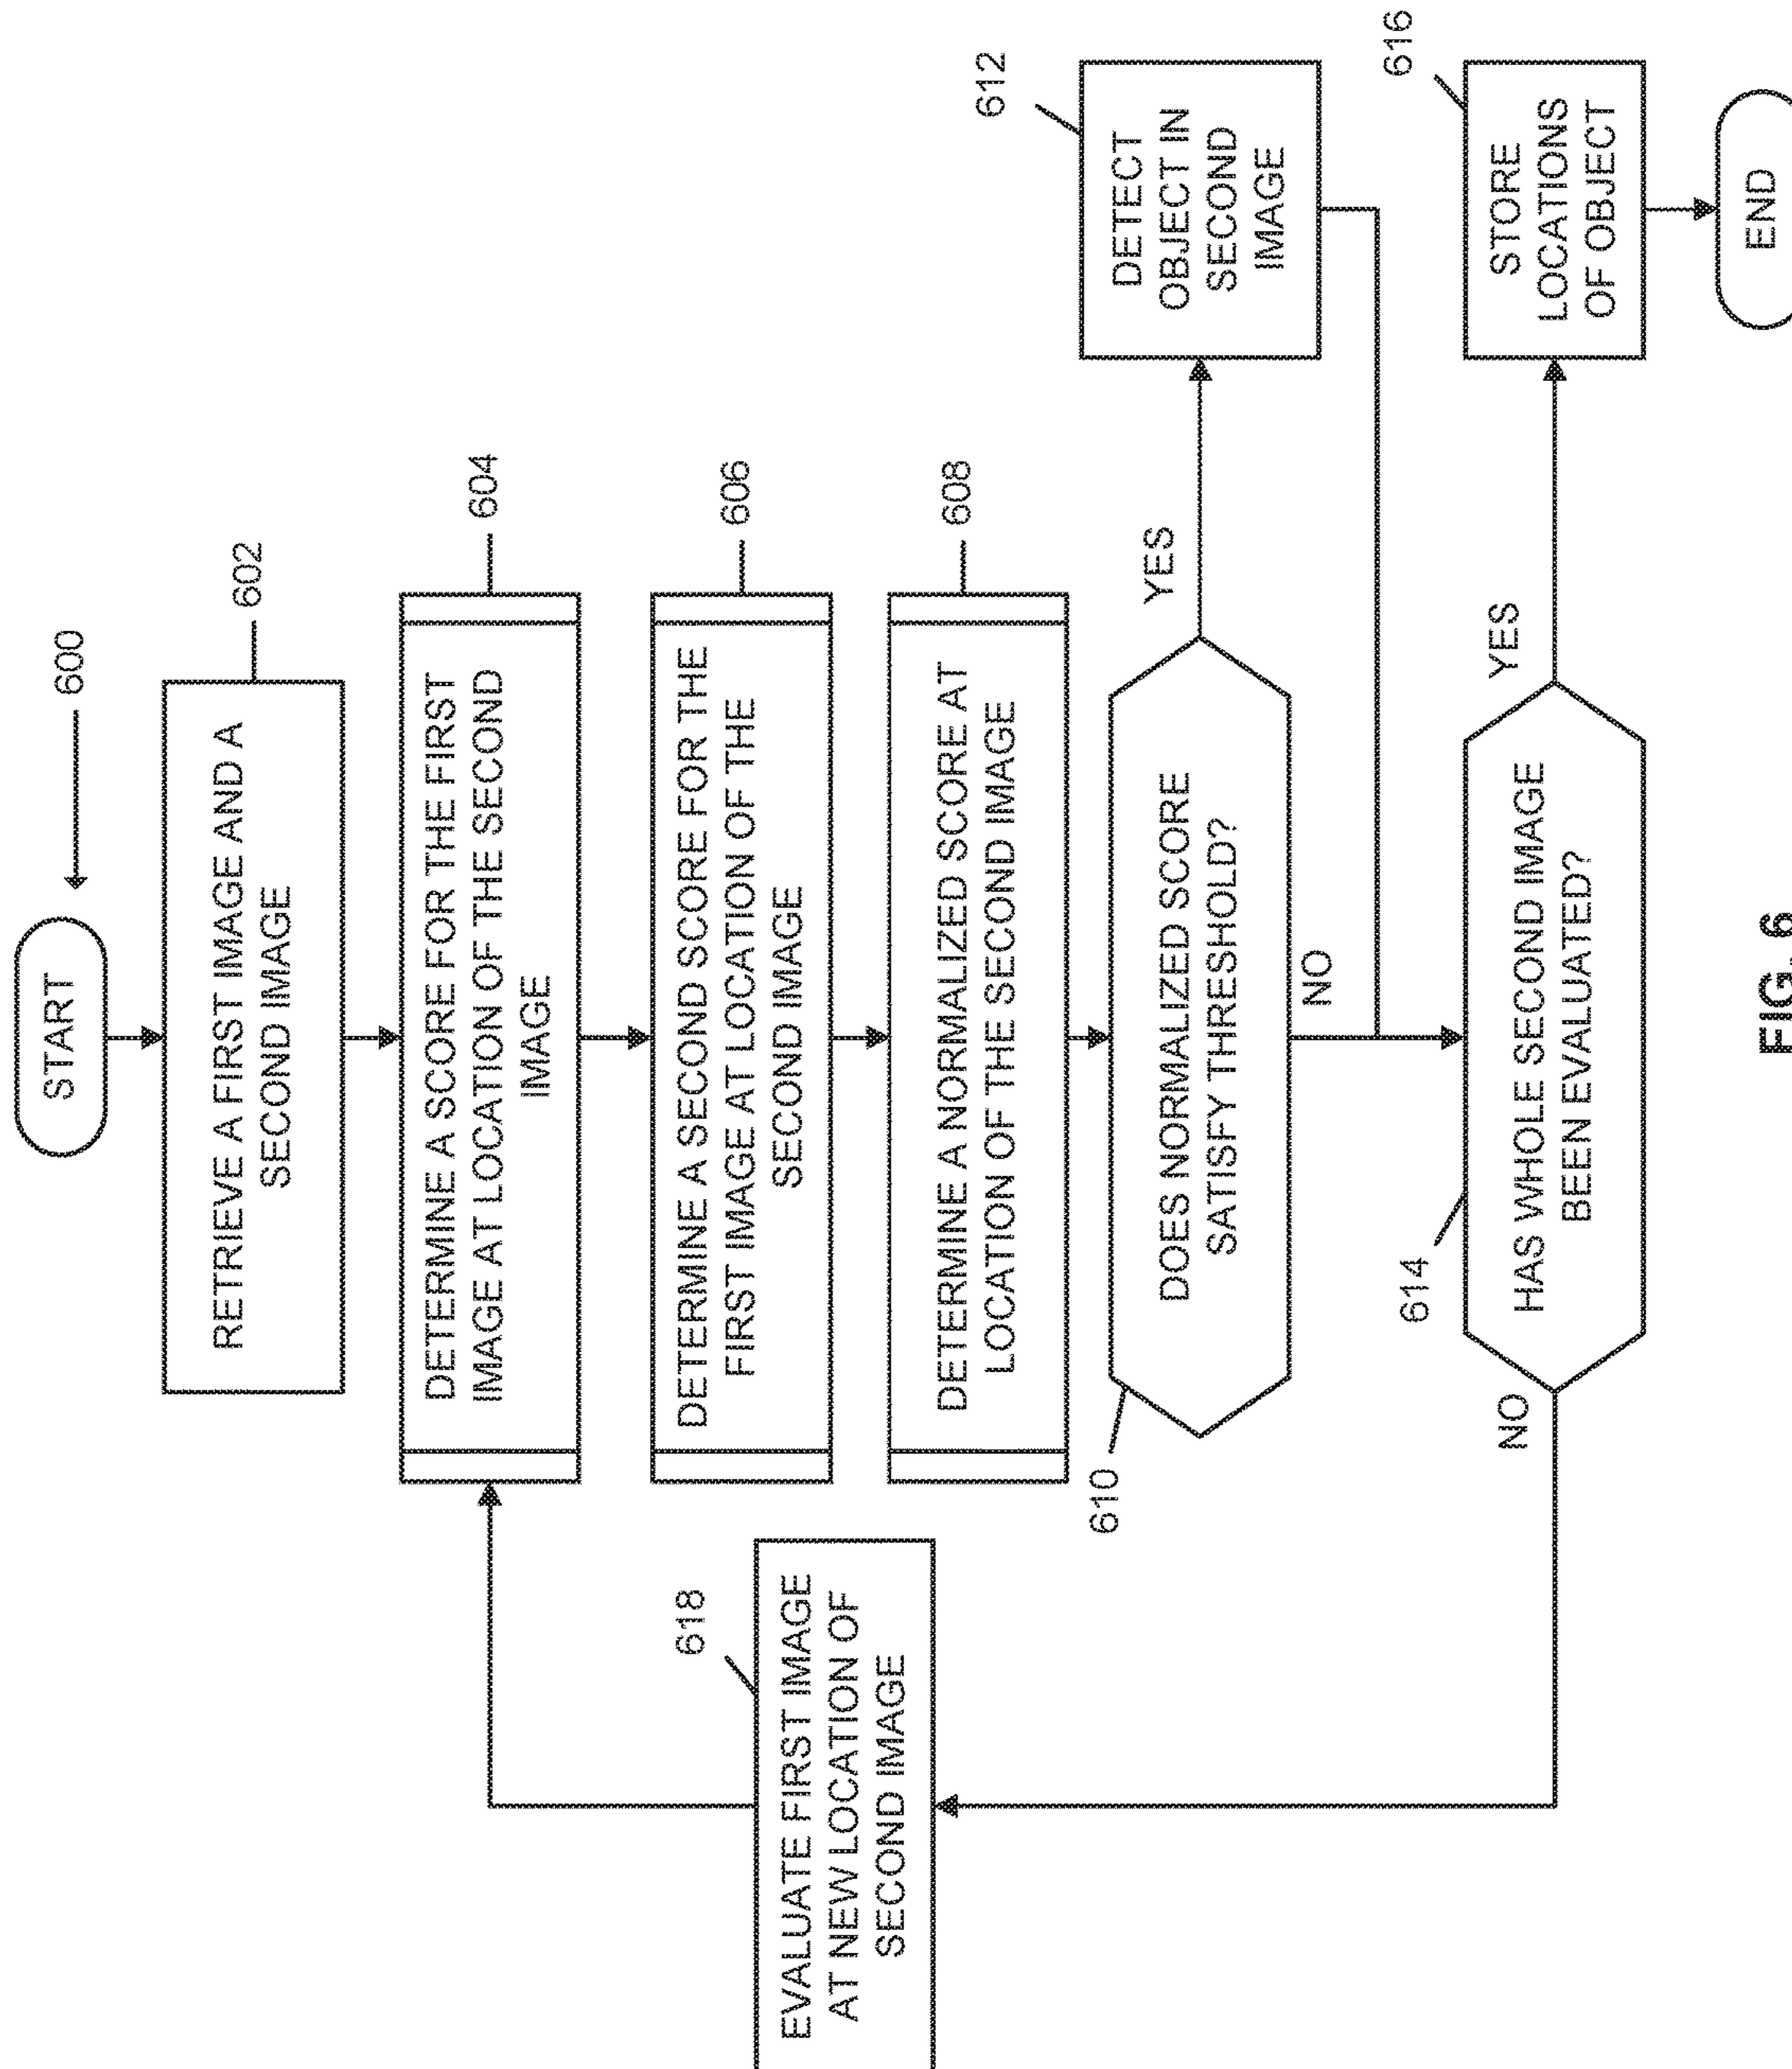 START
600
RETRIEVE A FIRST IMAGE AND A
SECOND IMAGE
602
DETERMINE A SCORE FOR THE FIRST
IMAGE AT LOCATION OF THE SECOND
IMAGE
604
DETERMINE A SECOND SCORE FOR THE
FIRST IMAGE AT LOCATION OF THE
SECOND IMAGE
606
DETERMINE A NORMALIZED SCORE AT
LOCATION OF THE SECOND IMAGE
608
618
EVALUATE FIRST IMAGE
AT NEW LOCATION OF
SECOND IMAGE
610
DOES NORMALIZED SCORE
SATISFY THRESHOLD?
YES
NO
612
DETECT
OBJECT IN
SECOND
IMAGE
614
HAS WHOLE SECOND IMAGE
BEEN EVALUATED?
NO
YES
616
STORE
LOCATIONS
OF OBJECT
END
FIG. 6